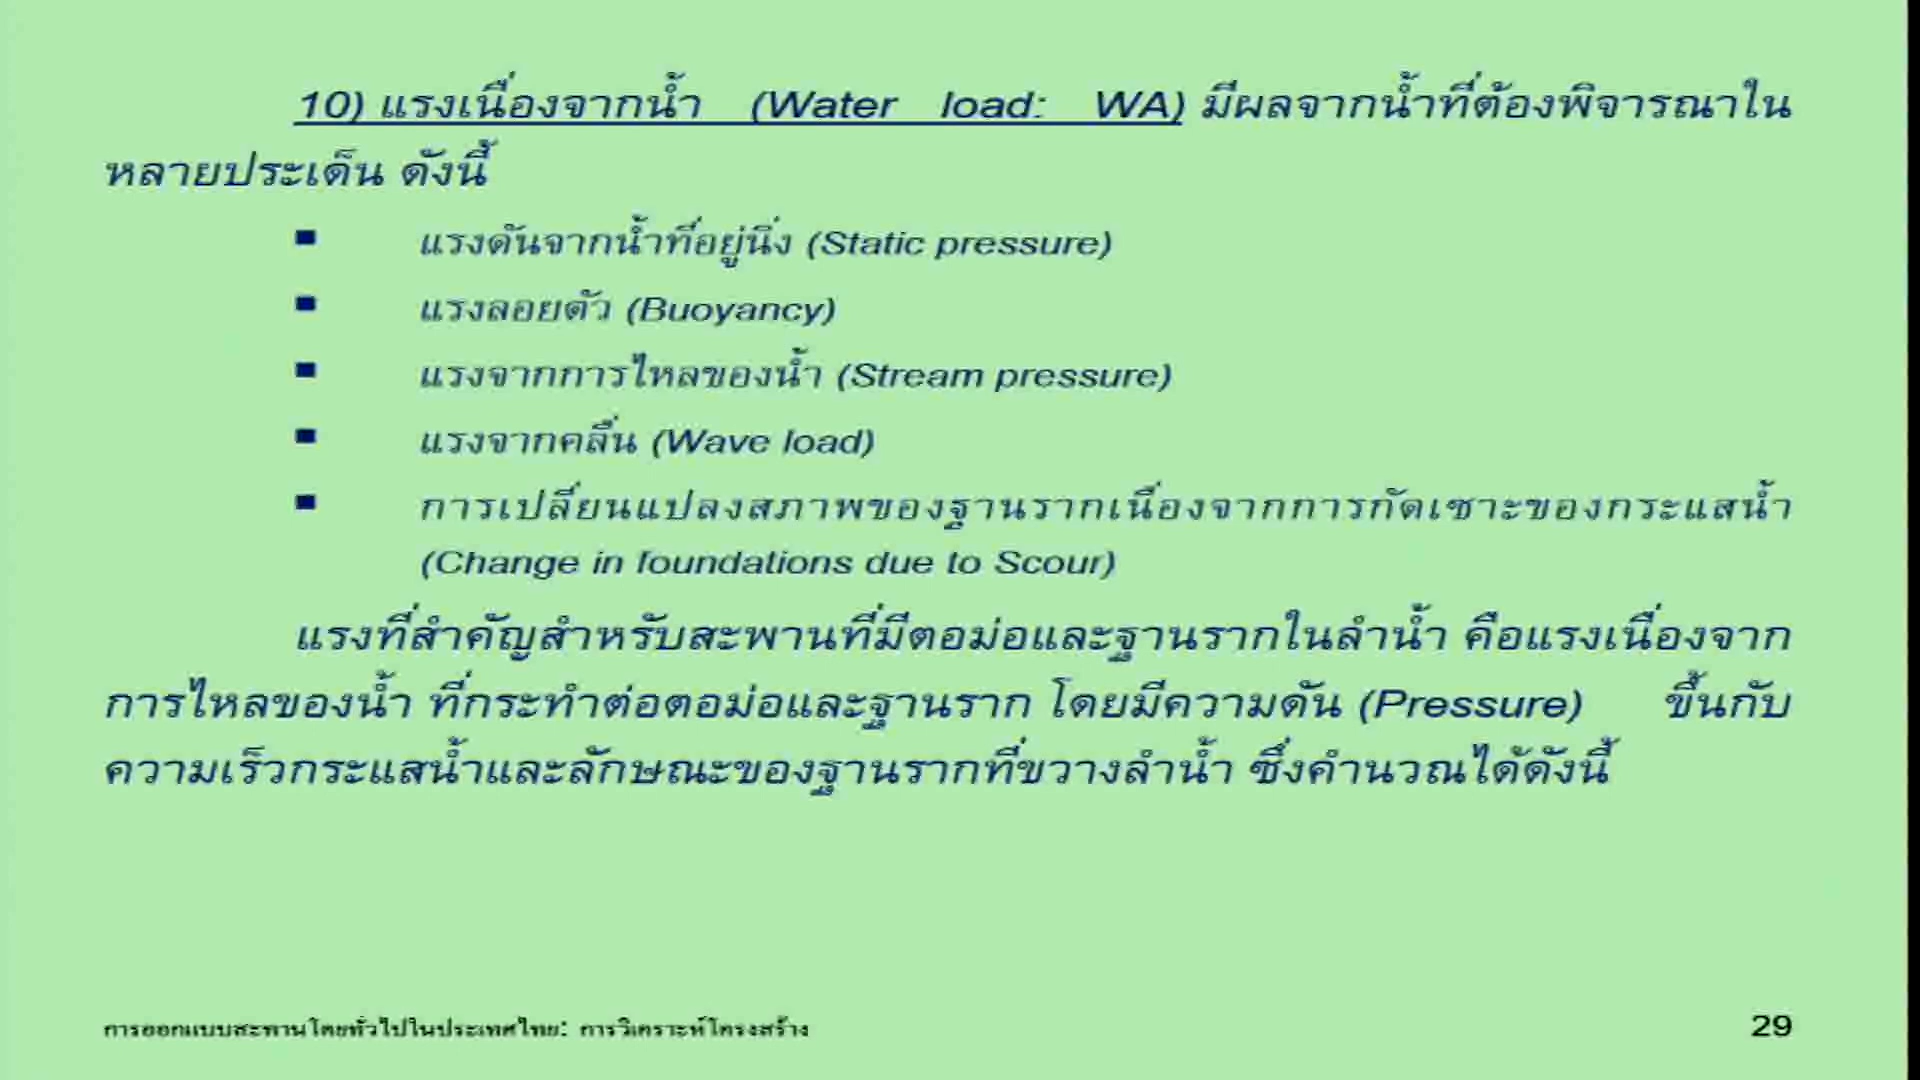 10) แรงเนื่องจากน้ำ (Water load: WA) มีผลจากน้ำที่ต้องพิจารณาใน
หลายประเด็น ดังนี้
▪ แรงดันจากน้ำที่อยู่นิ่ง (Static pressure)
▪ แรงลอยตัว (Buoyancy)
▪ แรงจากการไหลของน้ำ (Stream pressure)
▪ แรงจากคลื่น (Wave load)
▪ การเปลี่ยนแปลงสภาพของฐานรากเนื่องจากการกัดเซาะของกระแสน้ำ
(Change in foundations due to Scour)
แรงที่สำคัญสำหรับสะพานที่มีตอม่อและฐานรากในลำน้ำ คือแรงเนื่องจาก
การไหลของน้ำ ที่กระทำต่อตอม่อและฐานราก โดยมีความดัน (Pressure) ขึ้นกับ
ความเร็วกระแสน้ำและลักษณะของฐานรากที่ขวางลำน้ำ ซึ่งคำนวณได้ดังนี้
การออกแบบสะพานโดยทั่วไปในประเทศไทย: การวิเคราะห์โครงสร้าง
29